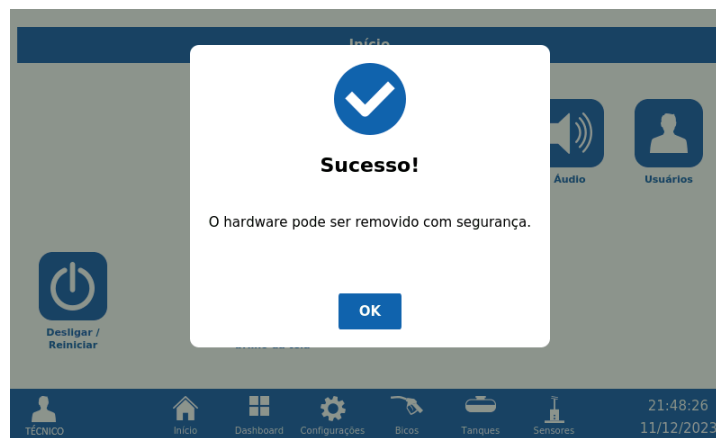 Início
Sucesso!
O hardware pode ser removido com segurança.
OK
Áudio
Usuários
Desligar /
Reiniciar
TÉCNICO
Início
Dashboard
Configurações
Bicos
Tanques
Sensores
21:48:26
11/12/2023